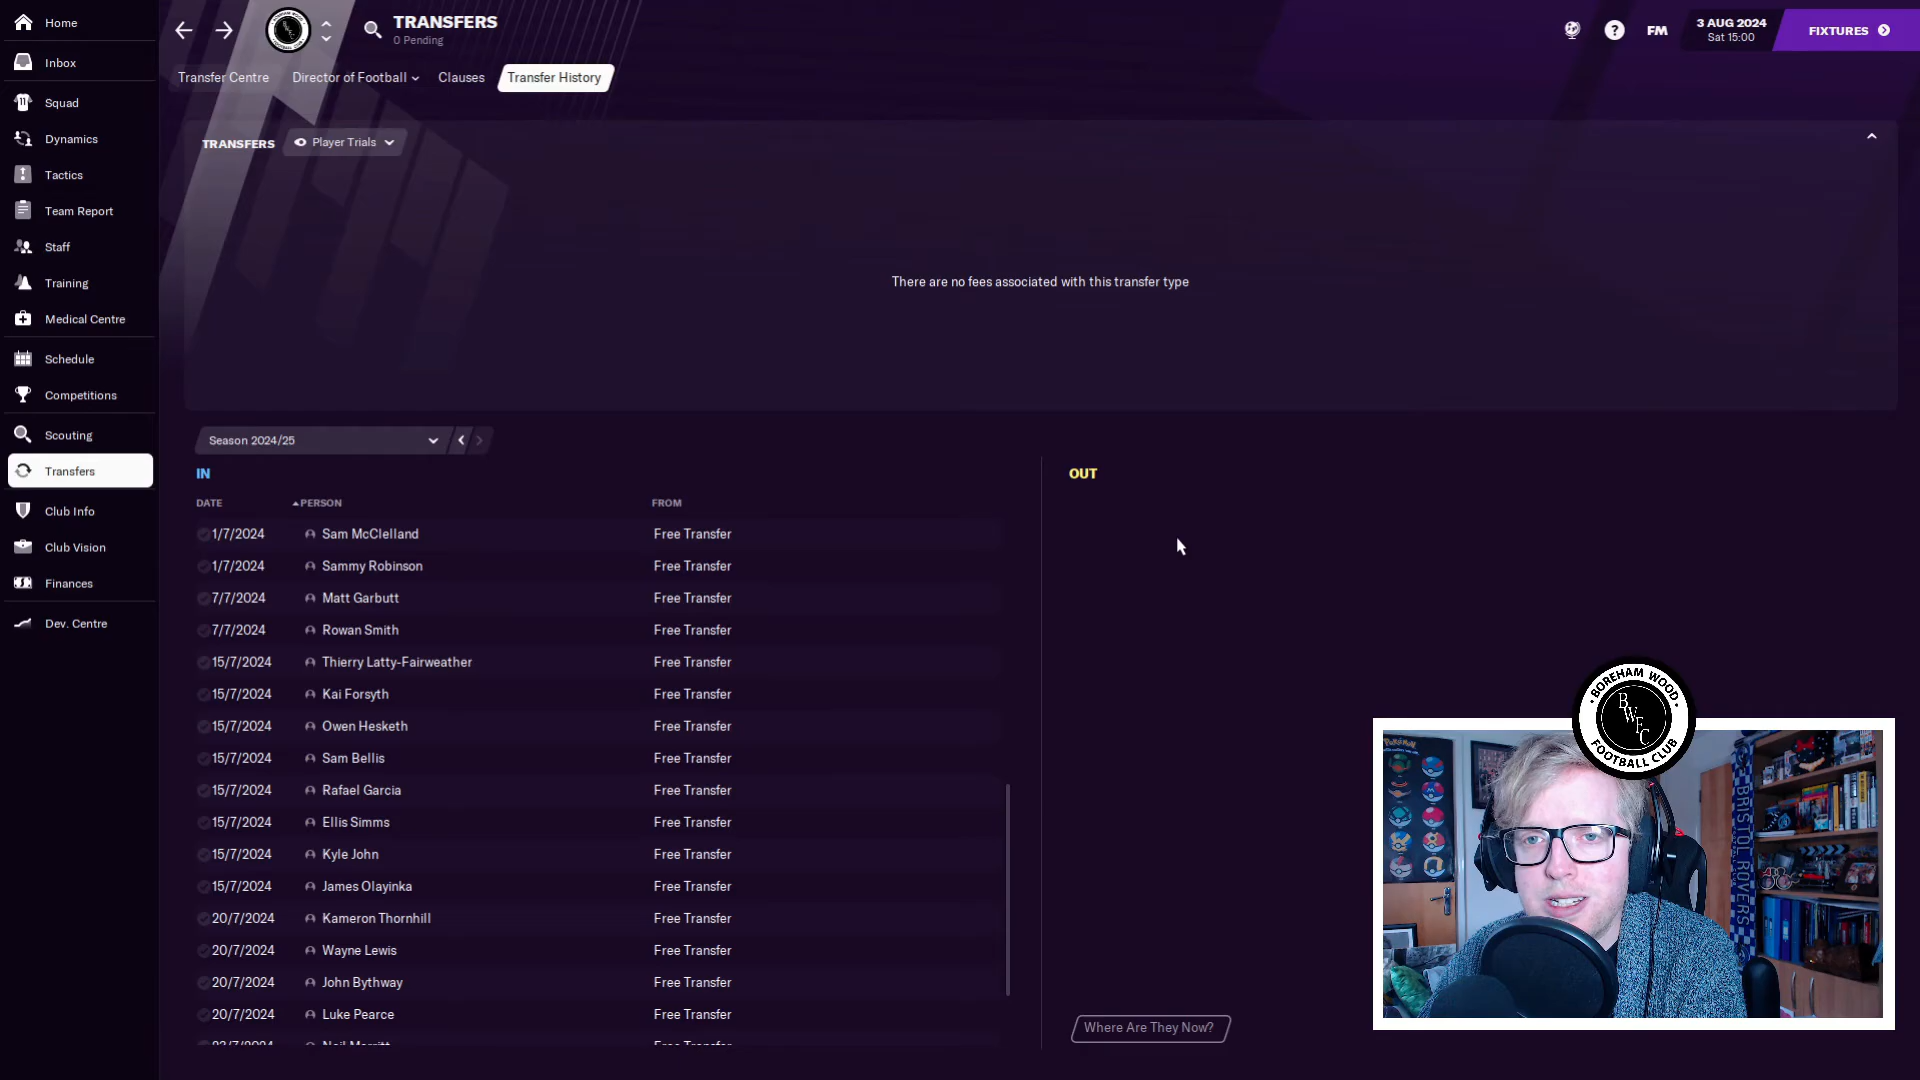 Home
Inbox
Squad
Dynamics
Tactics
Team Report
Staff
Training
Medical Centre
Schedule
Competitions
Scouting
Transfers
Club Info
Club Vision
Finances
Dev. Centre
TRANSFERS
0 Pending
FM
3 AUG 2024
Sat 15:00
FIXTURES
Transfer Centre
Director of Football
Clauses
Transfer History
TRANSFERS
Player Trials
There are no fees associated with this transfer type
Season 2024/25
IN
DATE PERSON FROM
1/7/2024 Sam McClelland Free Transfer
1/7/2024 Sammy Robinson Free Transfer
7/7/2024 Matt Garbutt Free Transfer
7/7/2024 Rowan Smith Free Transfer
15/7/2024 Thierry Latty-Fairweather Free Transfer
15/7/2024 Kai Forsyth Free Transfer
15/7/2024 Owen Hesketh Free Transfer
15/7/2024 Sam Bellis Free Transfer
15/7/2024 Rafael Garcia Free Transfer
15/7/2024 Ellis Simms Free Transfer
15/7/2024 Kyle John Free Transfer
15/7/2024 James Olayinka Free Transfer
20/7/2024 Kameron Thornhill Free Transfer
20/7/2024 Wayne Lewis Free Transfer
20/7/2024 John Bythway Free Transfer
20/7/2024 Luke Pearce Free Transfer
OUT
Where Are They Now?
BOREHAM WOOD
BWFC
FOOTBALL CLUB
Pokémon
BRISTOL ROVERS